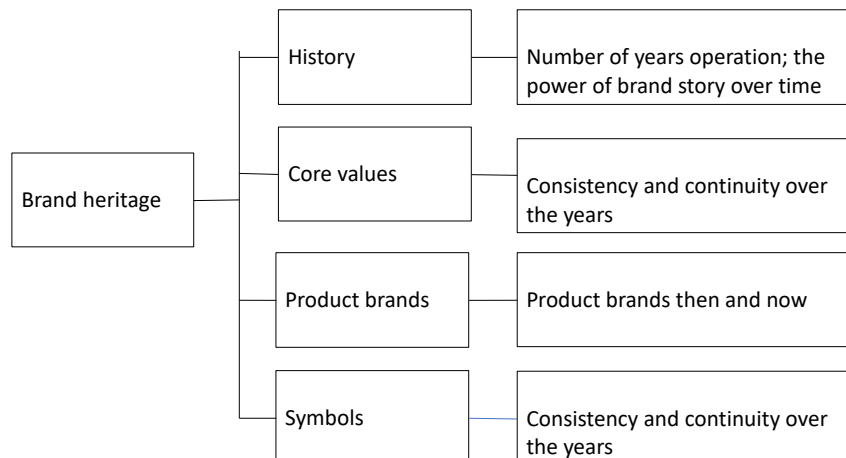 History
Number of years operation; the
power of brand story over time
Brand heritage
Core values
Consistency and continuity over
the years
Product brands
Product brands then and now
Symbols
Consistency and continuity over
the years